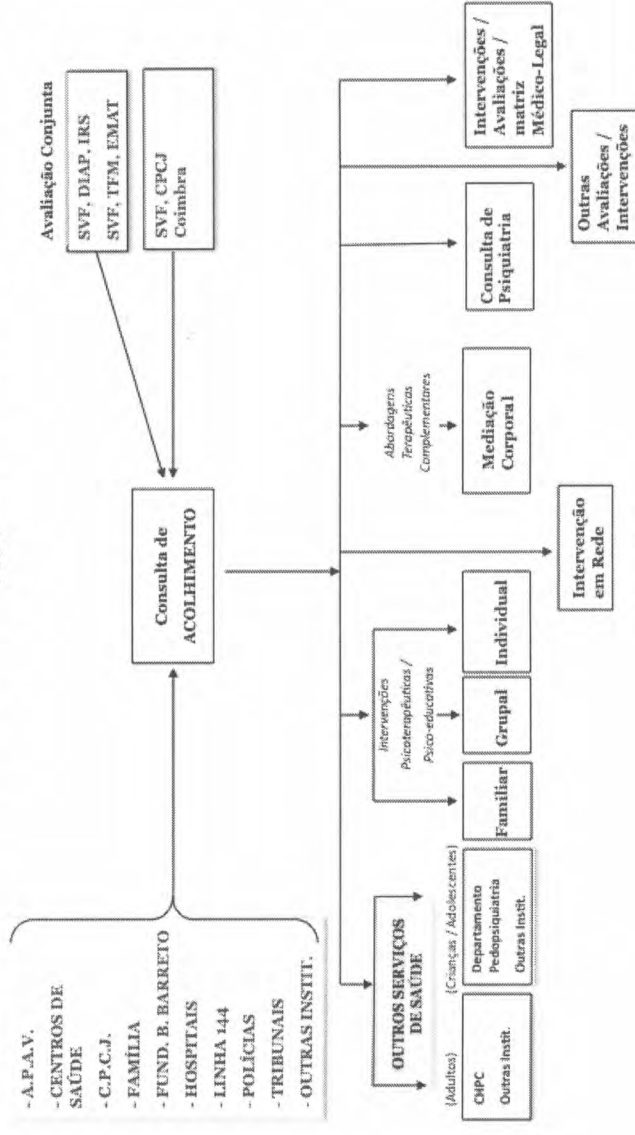 - A.P.A.V.
- CENTROS DE
SAÚDE
- C.P.C.J.
- FAMÍLIA
- FUND. B. BARRETO
- HOSPITAIS
- LINHA 144
- POLÍCIAS
- TRIBUNAIS
- OUTRAS INSTIT.
Consulta de
ACOLHIMENTO
Avaliação Conjunta
SVF, DIAP, IRS
SVF, TFM, EMAT
SVF, CPCJ
Coimbra
OUTROS SERVIÇOS
DE SAÚDE
(Adultos)
CHPC
Outras Instit.
(Crianças / Adolescentes)
Departamento
Pedopsiquiatria
Outras Instit.
Intervenções
Psicoterapêuticas /
Psico-educativas
Familiar
Grupal
Individual
Intervenção
em Rede
Abordagens
Terapêuticas
Complementares
Mediação
Corporal
Consulta de
Psiquiatria
Outras
Avaliações /
Intervenções
Intervenções /
Avaliações /
matriz
Médico-Legal